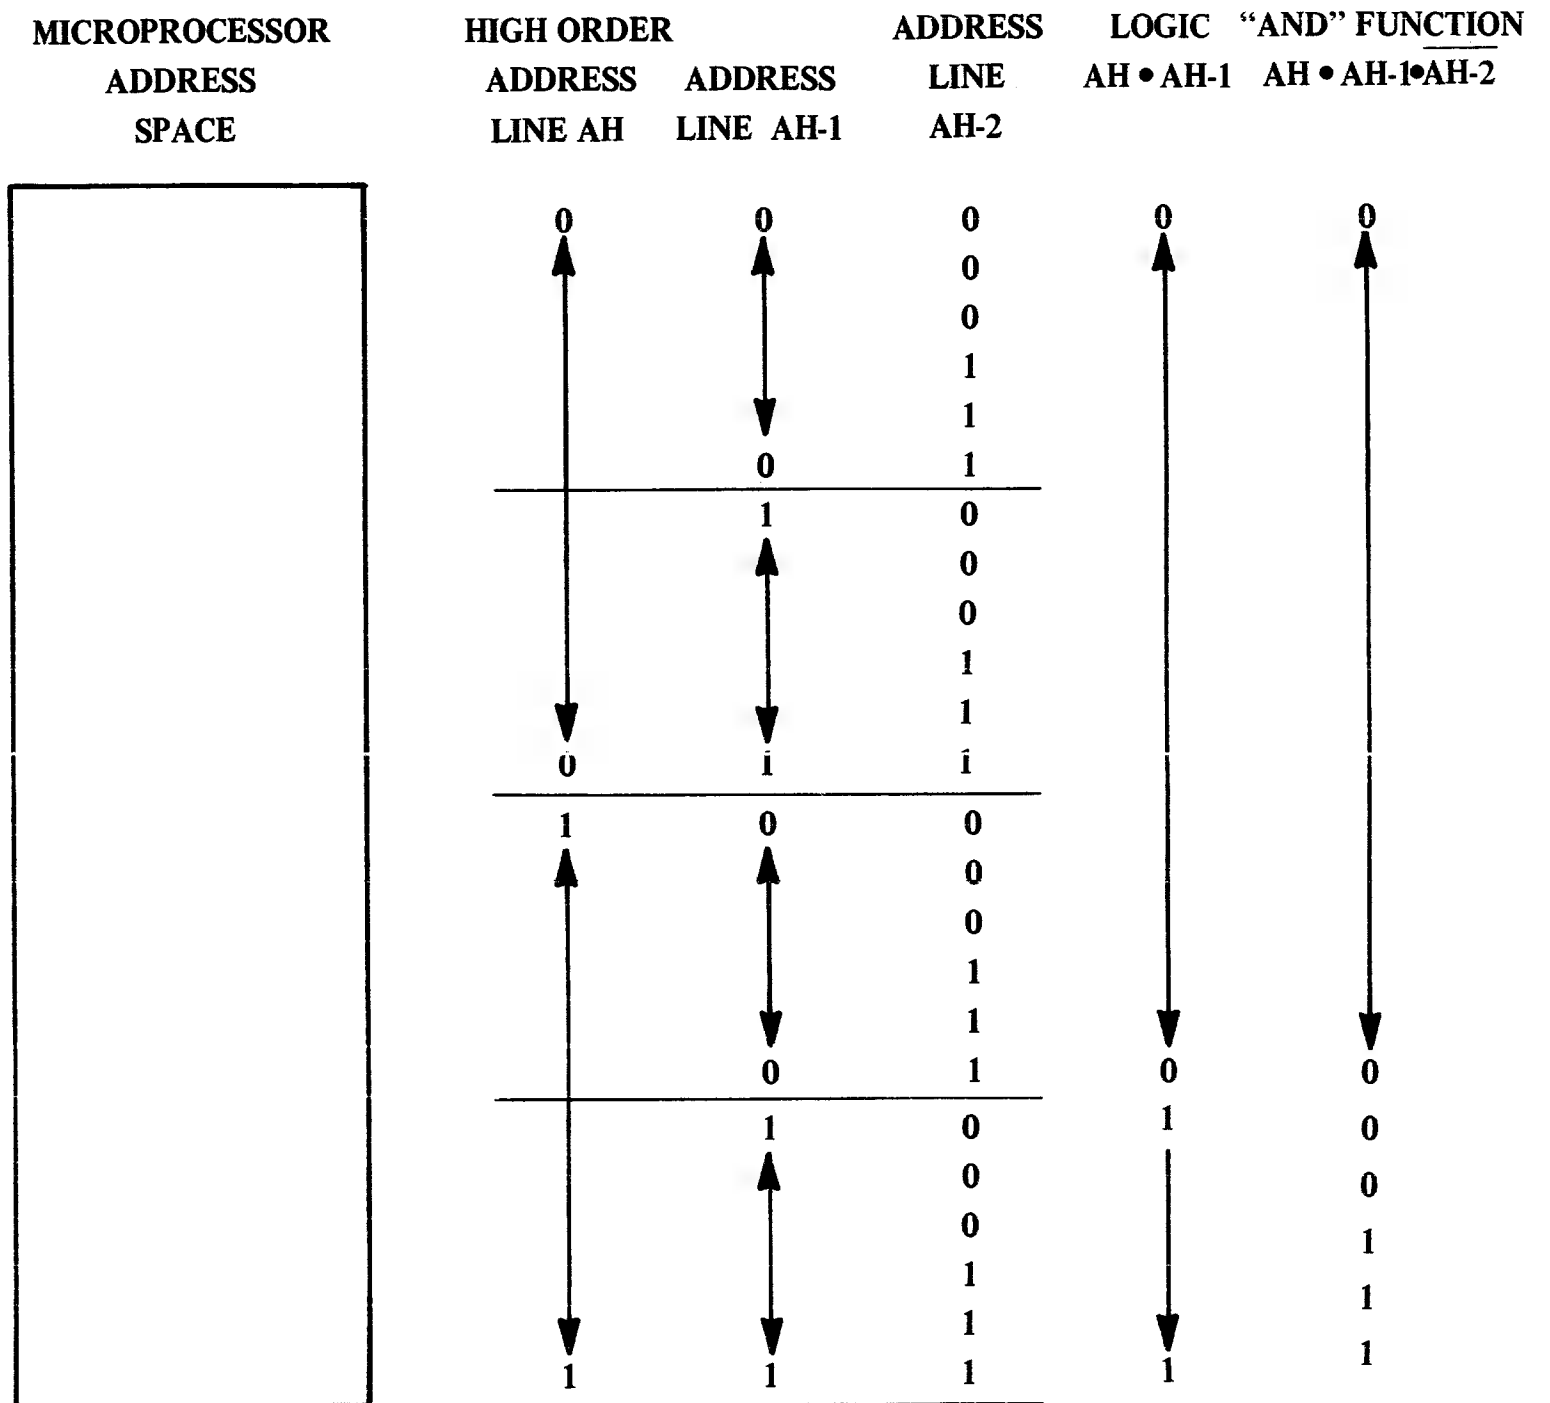 MICROPROCESSOR HIGH ORDER ADDRESS LOGIC “AND” FUNCTION
ADDRESS ADDRESS ADDRESS LINE AH • AH-1 AH • AH-1•AH-2
SPACE LINE AH LINE AH-1 AH-2
0 0 0 0 0
0
0
1
1
0 1
1 0
0
0
1
1
0 1 1
1 0 0
0
0
1
1
0 1 0 0
1 0 1 0
0 0
0 1
1 1
1 1
1 1 1 1